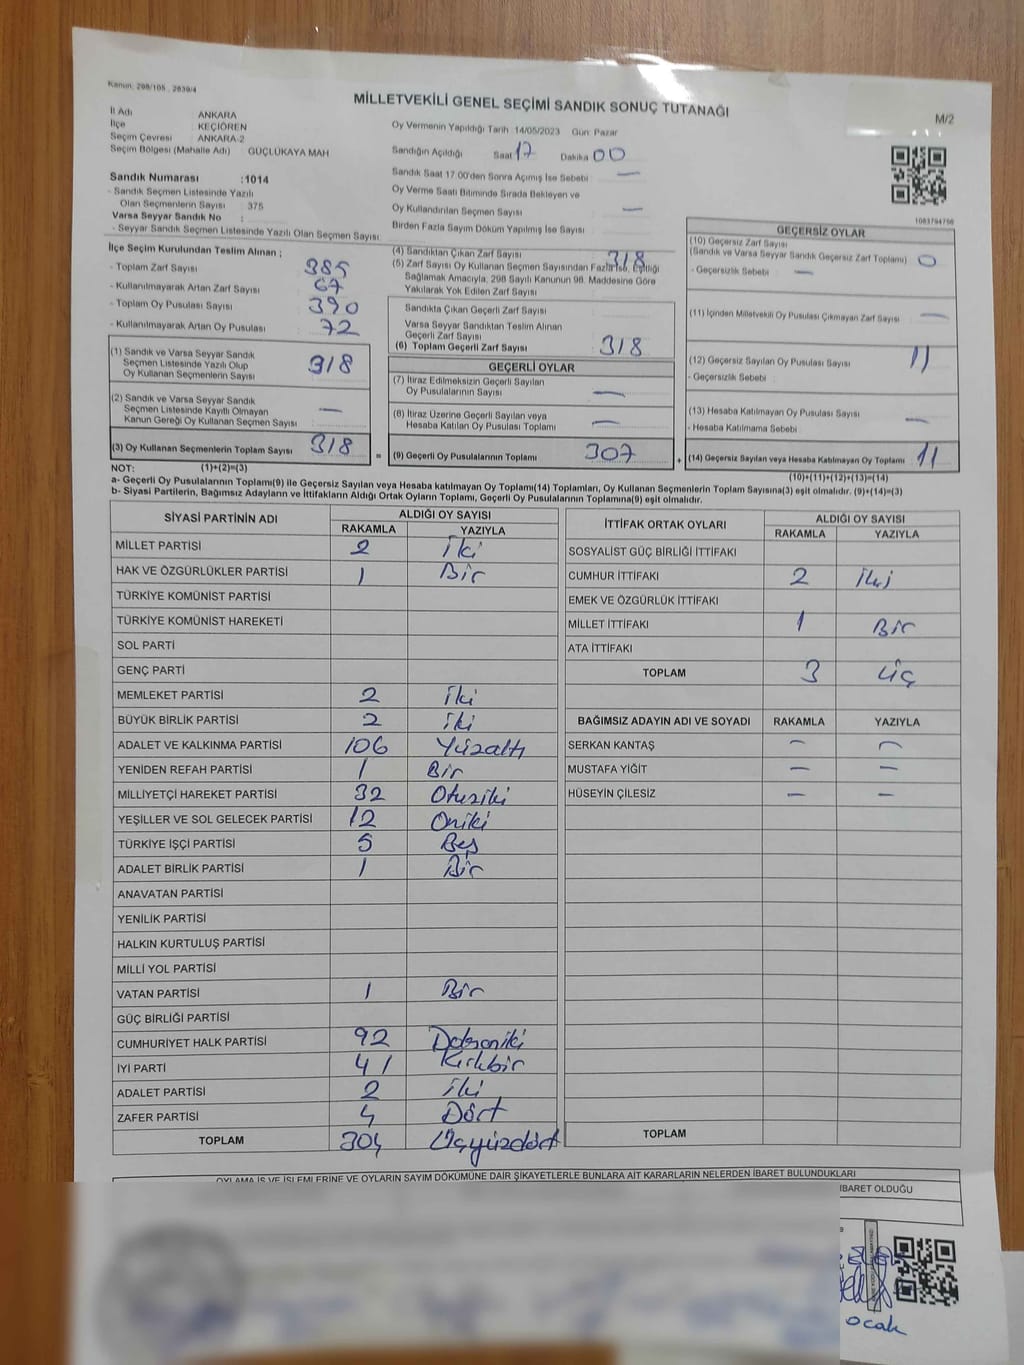 Kanun: 298/105 , 2839/4
MİLLETVEKİLİ GENEL SEÇİMİ SANDIK SONUÇ TUTANAĞI
M/2
İl Adı ANKARA
İlçe KEÇİÖREN
Seçim Çevresi ANKARA-2
Seçim Bölgesi (Mahalle Adı) GÜÇLÜKAYA MAH
Oy Vermenin Yapıldığı Tarih 14/05/2023 Gün: Pazar
Sandığın Açıldığı Saat 17 Dakika 00
Sandık Saat 17.00'den Sonra Açılmış İse Sebebi —
Oy Verme Saati Bitiminde Sırada Bekleyen ve
Oy Kullandırılan Seçmen Sayısı —
Birden Fazla Sayım Döküm Yapılmış İse Sayısı
Sandık Numarası :1014
- Sandık Seçmen Listesinde Yazılı
Olan Seçmenlerin Sayısı : 375
Varsa Seyyar Sandık No :
- Seyyar Sandık Seçmen Listesinde Yazılı Olan Seçmen Sayısı
1083794756
İlçe Seçim Kurulundan Teslim Alınan ;
- Toplam Zarf Sayısı 385
- Kullanılmayarak Artan Zarf Sayısı 67
- Toplam Oy Pusulası Sayısı 390
- Kullanılmayarak Artan Oy Pusulası 72
(1) Sandık ve Varsa Seyyar Sandık
Seçmen Listesinde Yazılı Olup
Oy Kullanan Seçmenlerin Sayısı 318
(2) Sandık ve Varsa Seyyar Sandık
Seçmen Listesinde Kayıtlı Olmayan
Kanun Gereği Oy Kullanan Seçmen Sayısı —
(3) Oy Kullanan Seçmenlerin Toplam Sayısı 318 =
(4) Sandıktan Çıkan Zarf Sayısı 318
(5) Zarf Sayısı Oy Kullanan Seçmen Sayısından Fazla İse, Eşitliği
Sağlamak Amacıyla; 298 Sayılı Kanunun 98. Maddesine Göre
Yakılarak Yok Edilen Zarf Sayısı
Sandıkta Çıkan Geçerli Zarf Sayısı
Varsa Seyyar Sandıktan Teslim Alınan
Geçerli Zarf Sayısı
(6) Toplam Geçerli Zarf Sayısı 318
GEÇERLİ OYLAR
(7) İtiraz Edilmeksizin Geçerli Sayılan
Oy Pusulalarının Sayısı —
(8) İtiraz Üzerine Geçerli Sayılan veya
Hesaba Katılan Oy Pusulası Toplamı —
(9) Geçerli Oy Pusulalarının Toplamı 307 +
GEÇERSİZ OYLAR
(10) Geçersiz Zarf Sayısı
(Sandık ve Varsa Seyyar Sandık Geçersiz Zarf Toplamı) 0
- Geçersizlik Sebebi : —
(11) İçinden Milletvekili Oy Pusulası Çıkmayan Zarf Sayısı —
(12) Geçersiz Sayılan Oy Pusulası Sayısı 11
- Geçersizlik Sebebi :
(13) Hesaba Katılmayan Oy Pusulası Sayısı —
- Hesaba Katılmama Sebebi :
(14) Geçersiz Sayılan veya Hesaba Katılmayan Oy Toplamı 11
NOT: (1)+(2)=(3)
(10)+(11)+(12)+(13)=(14)
a- Geçerli Oy Pusulalarının Toplamı(9) ile Geçersiz Sayılan veya Hesaba Katılmayan Oy Toplamı(14) Toplamları, Oy Kullanan Seçmenlerin Toplam Sayısına(3) eşit olmalıdır. (9)+(14)=(3)
b- Siyasi Partilerin, Bağımsız Adayların ve İttifakların Aldığı Ortak Oyların Toplamı, Geçerli Oy Pusulalarının Toplamına(9) eşit olmalıdır.
SİYASİ PARTİNİN ADI ALDIĞI OY SAYISI
RAKAMLA YAZIYLA
MİLLET PARTİSİ 2 İki
HAK VE ÖZGÜRLÜKLER PARTİSİ 1 Bir
TÜRKİYE KOMÜNİST PARTİSİ
TÜRKİYE KOMÜNİST HAREKETİ
SOL PARTİ
GENÇ PARTİ
MEMLEKET PARTİSİ 2 İki
BÜYÜK BİRLİK PARTİSİ 2 İki
ADALET VE KALKINMA PARTİSİ 106 Yüzaltı
YENİDEN REFAH PARTİSİ 1 Bir
MİLLİYETÇİ HAREKET PARTİSİ 32 Otuziki
YEŞİLLER VE SOL GELECEK PARTİSİ 12 Oniki
TÜRKİYE İŞÇİ PARTİSİ 5 Beş
ADALET BİRLİK PARTİSİ 1 Bir
ANAVATAN PARTİSİ
YENİLİK PARTİSİ
HALKIN KURTULUŞ PARTİSİ
MİLLİ YOL PARTİSİ
VATAN PARTİSİ 1 Bir
GÜÇ BİRLİĞİ PARTİSİ
CUMHURİYET HALK PARTİSİ 92 Doksaniki
İYİ PARTİ 41 Kırkbir
ADALET PARTİSİ 2 İki
ZAFER PARTİSİ 4 Dört
TOPLAM 304 Üçyüzdört
İTTİFAK ORTAK OYLARI ALDIĞI OY SAYISI
RAKAMLA YAZIYLA
SOSYALİST GÜÇ BİRLİĞİ İTTİFAKI
CUMHUR İTTİFAKI 2 İki
EMEK VE ÖZGÜRLÜK İTTİFAKI
MİLLET İTTİFAKI 1 Bir
ATA İTTİFAKI
TOPLAM 3 Üç
BAĞIMSIZ ADAYIN ADI VE SOYADI RAKAMLA YAZIYLA
SERKAN KANTAŞ — —
MUSTAFA YİĞİT — —
HÜSEYİN ÇİLESİZ — —
TOPLAM
OYLAMA İŞ VE İŞLEMLERİNE VE OYLARIN SAYIM DÖKÜMÜNE DAİR ŞİKAYETLERLE BUNLARA AİT KARARLARIN NELERDEN İBARET BULUNDUKLARI
İBARET OLDUĞU
ocak